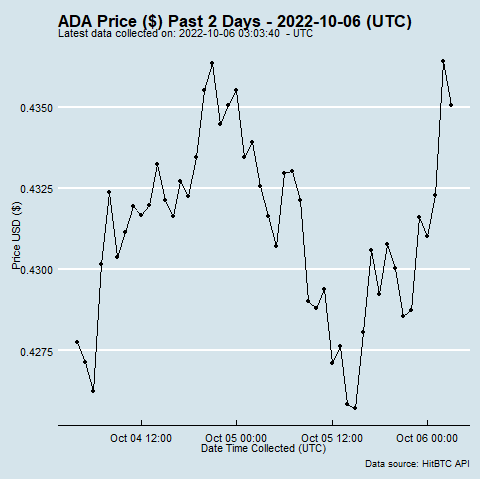 ADA Price ($) Past 2 Days - 2022-10-06 (UTC)
Latest data collected on: 2022-10-06 03:03:40 - UTC
Price USD ($)
0.4350
0.4325
0.4300
0.4275
Oct 04 12:00 Oct 05 00:00 Oct 05 12:00 Oct 06 00:00
Date Time Collected (UTC)
Data source: HitBTC API